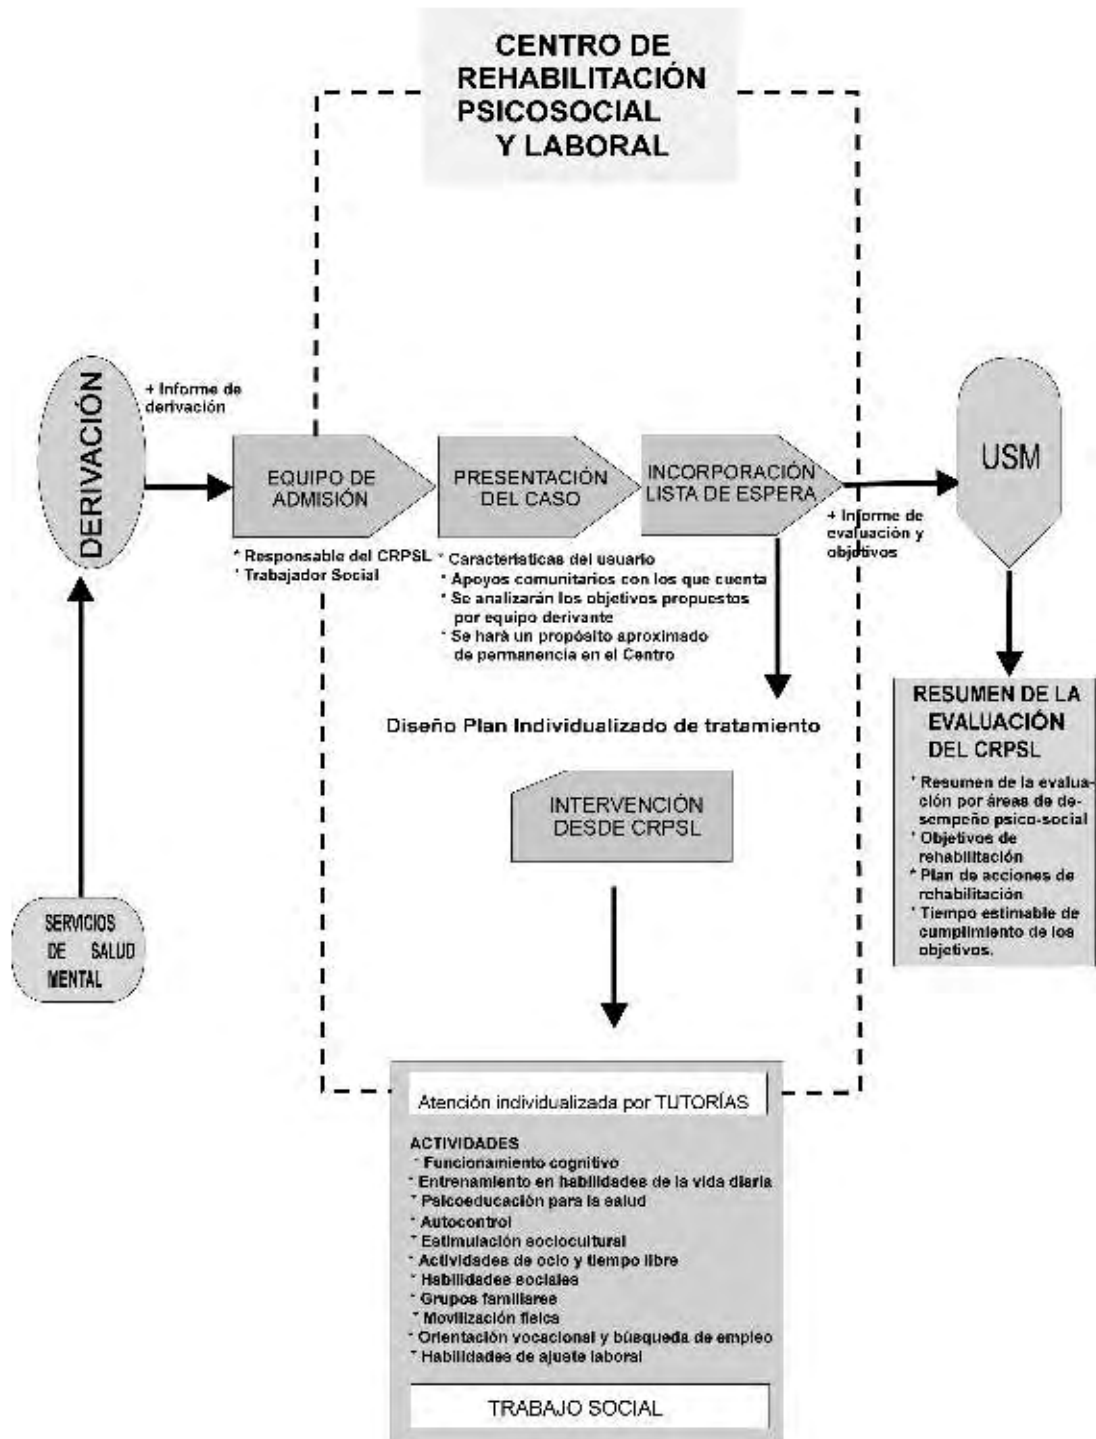 CENTRO DE
REHABILITACIÓN
PSICOSOCIAL
Y LABORAL
DERIVACIÓN
+ Informe de
derivación
EQUIPO DE
ADMISIÓN
* Responsable del CRPSL
* Trabajador Social
PRESENTACIÓN
DEL CASO
* Características del usuario
* Apoyos comunitarios con los que cuenta
* Se analizarán los objetivos propuestos
por equipo derivante
* Se hará un propósito aproximado
de permanencia en el Centro
INCORPORACIÓN
LISTA DE ESPERA
+ Informe de
evaluación y
objetivos
USM
RESUMEN DE LA
EVALUACIÓN
DEL CRPSL
* Resumen de la evalua-
ción por áreas de de-
sempeño psico-social
* Objetivos de
rehabilitación
* Plan de acciones de
rehabilitación
* Tiempo estimable de
cumplimiento de los
objetivos.
Diseño Plan Individualizado de tratamiento
INTERVENCIÓN
DESDE CRPSL
SERVICIOS
DE SALUD
MENTAL
Atención individualizada por TUTORÍAS
ACTIVIDADES
* Funcionamiento cognitivo
* Entrenamiento en habilidades de la vida diaria
* Psicoeducación para la salud
* Autocontrol
* Estimulación sociocultural
* Actividades de ocio y tiempo libre
* Habilidades sociales
* Grupos familiares
* Movilización física
* Orientación vocacional y búsqueda de empleo
* Habilidades de ajuste laboral
TRABAJO SOCIAL